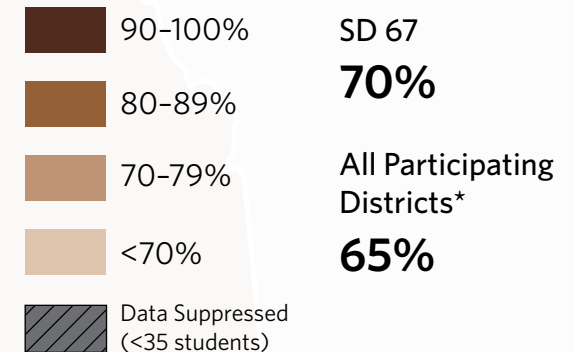 90–100%
80–89%
70–79%
<70%
Data Suppressed
(<35 students)
SD 67
70%
All Participating
Districts*
65%